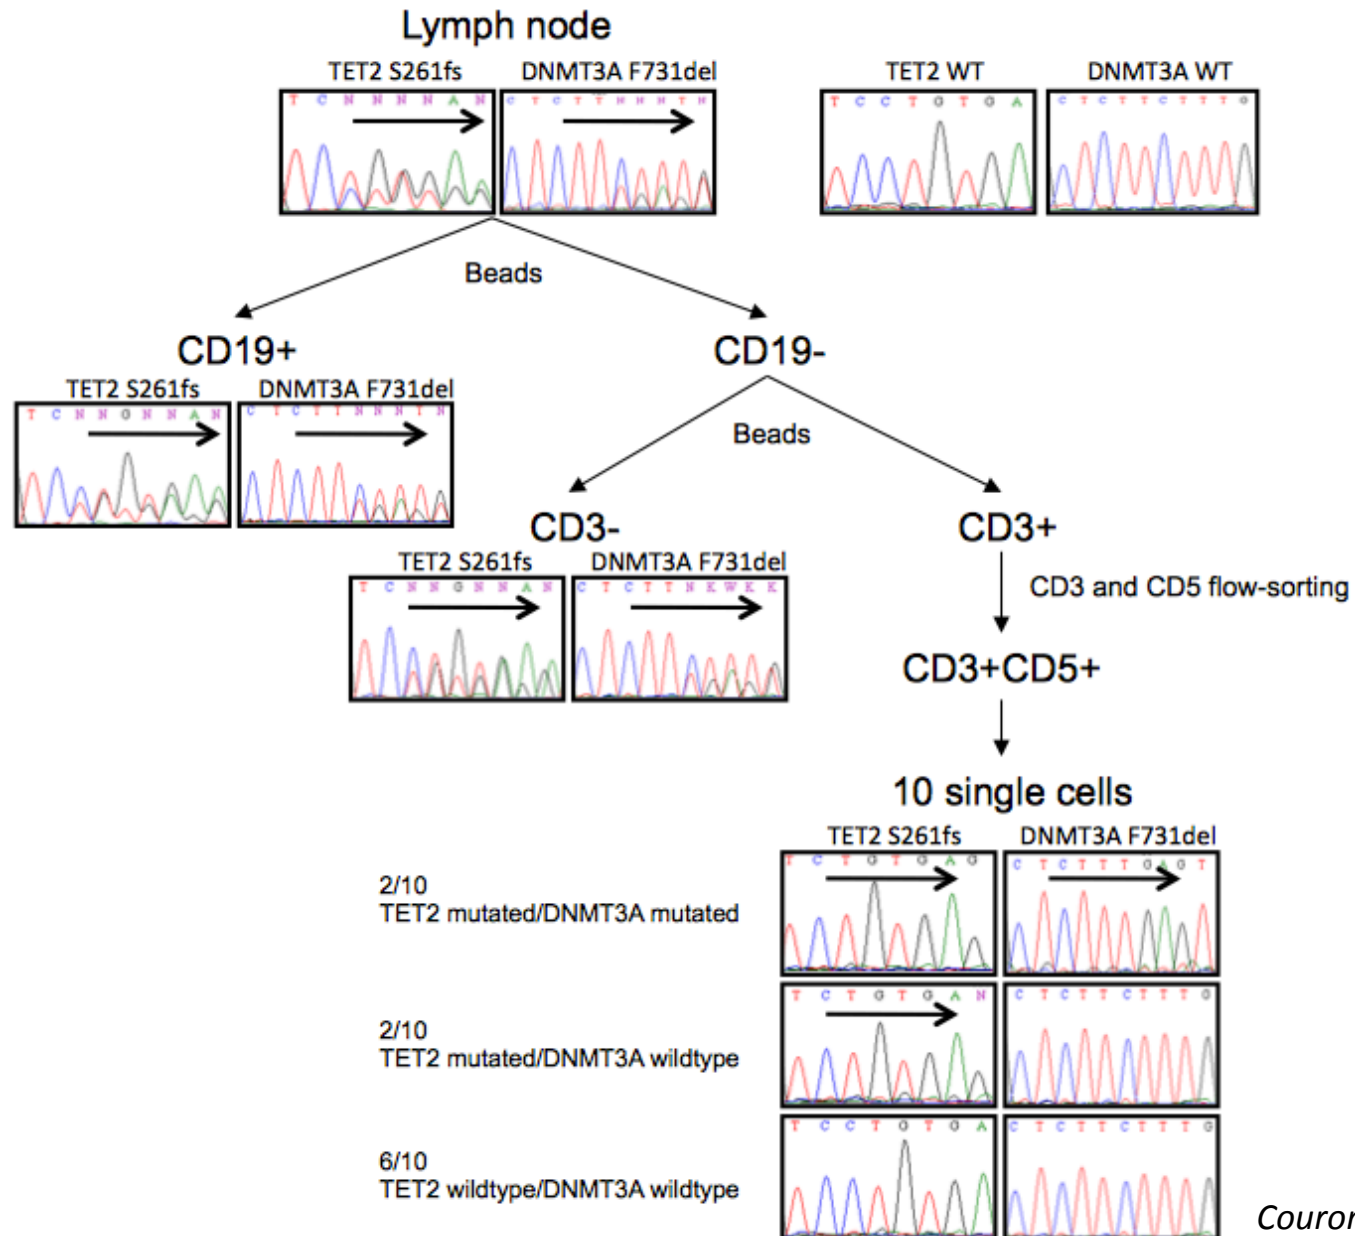 Lymph node
TET2 S261fs DNMT3A F731del TET2 WT DNMT3A WT
T C N N N N A N C T C T T N N N T N T C C T G T G A C T C T T C T T T G
Beads
CD19+ CD19-
TET2 S261fs DNMT3A F731del
T C N N G N N A N C T C T T N N N T N
Beads
CD3- CD3+
TET2 S261fs DNMT3A F731del
T C N N G N N A N C T C T T N K W K K
CD3 and CD5 flow-sorting
CD3+CD5+
10 single cells
TET2 S261fs DNMT3A F731del
T C T G T G A G C T C T T T G A G T
2/10
TET2 mutated/DNMT3A mutated
T C T G T G A N C T C T T C T T T G
2/10
TET2 mutated/DNMT3A wildtype
T C C T G T G A C T C T T C T T T G
6/10
TET2 wildtype/DNMT3A wildtype